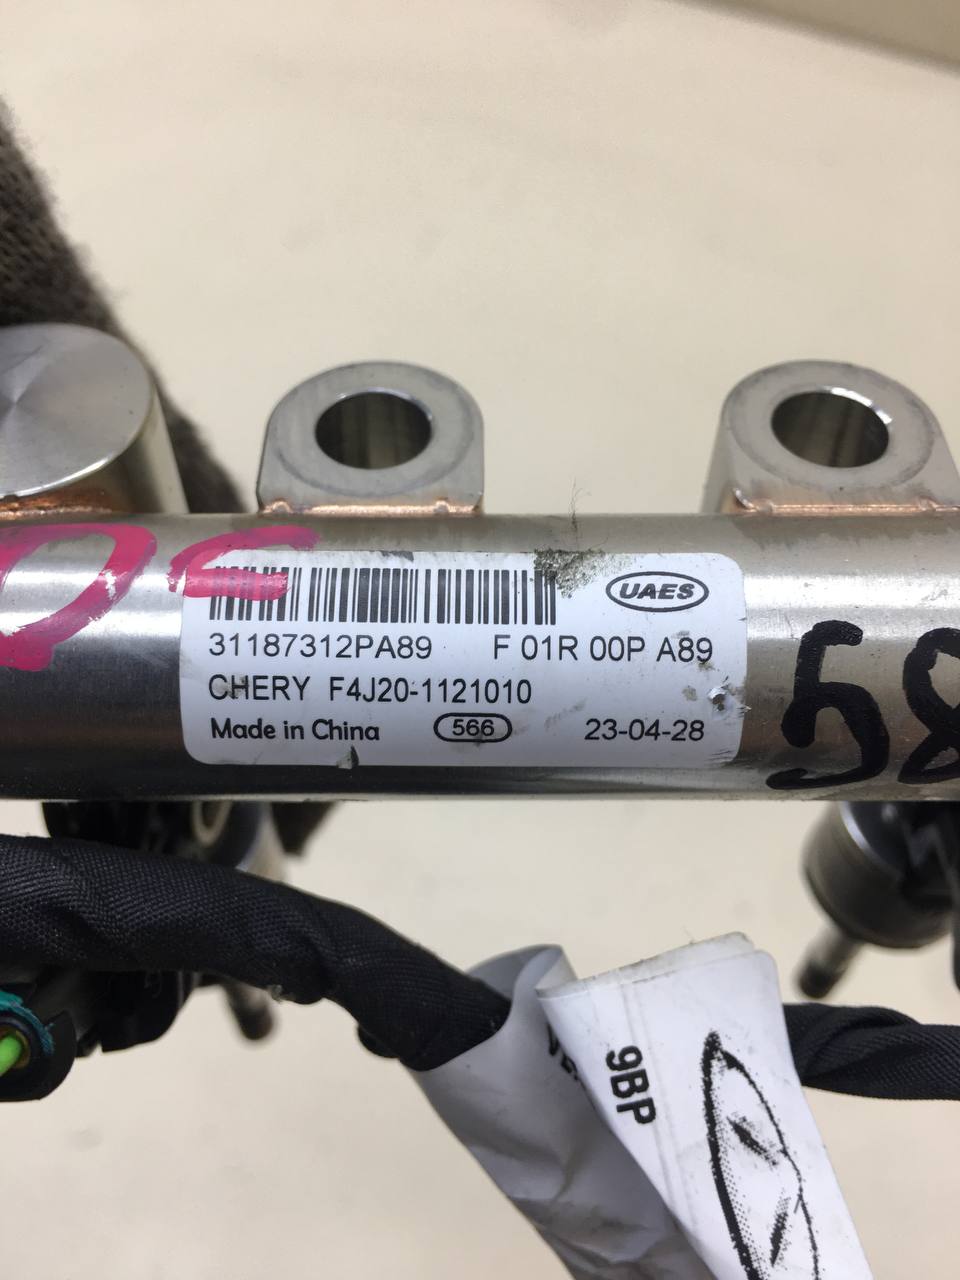 UAES
31187312PA89 F 01R 00P A89
CHERY F4J20-1121010
Made in China 566 23-04-28
58
9BP